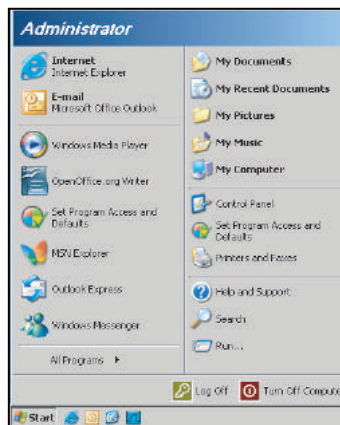 Administrator
Internet
Internet Explorer
E-mail
Microsoft Office Outlook
Windows Media Player
OpenOffice.org Writer
Set Program Access and
Defaults
MSN Explorer
Outlook Express
Windows Messenger
All Programs
My Documents
My Recent Documents
My Pictures
My Music
My Computer
Control Panel
Set Program Access and
Defaults
Printers and Faxes
Help and Support
Search
Run...
Log Off
Turn Off Compute
Start